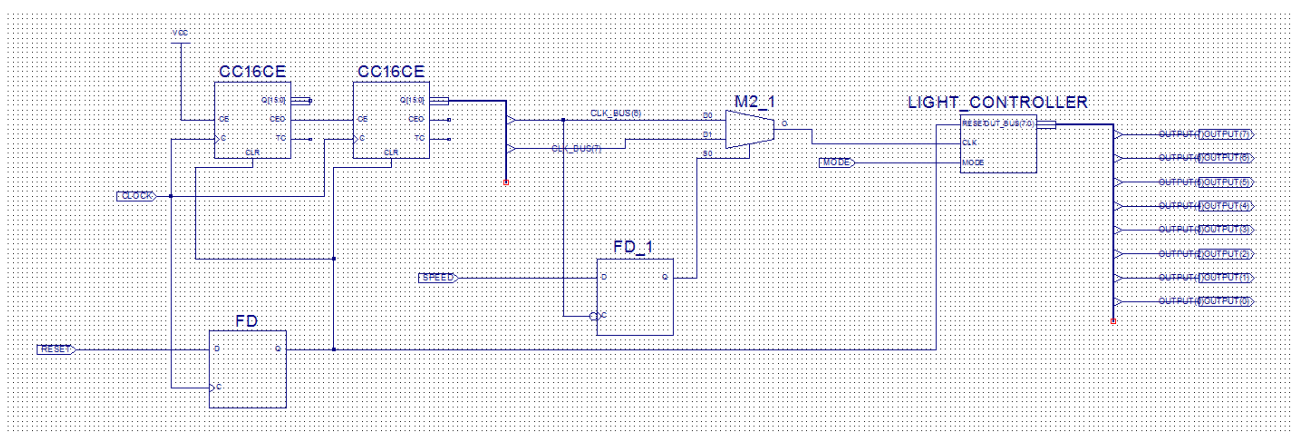 VCC
CC16CE
CC16CE
Q[15:0]
CE
CEO
C
TC
CLR
Q[15:0]
CE
CEO
C
TC
CLR
CLOCK
CLK_BUS(6)
CLK_BUS(7)
M2_1
D0
D1
S0
O
LIGHT_CONTROLLER
RESET OUT_BUS(7:0)
CLK
MODE
MODE
OUTPUT(7)
OUTPUT(6)
OUTPUT(5)
OUTPUT(4)
OUTPUT(3)
OUTPUT(2)
OUTPUT(1)
OUTPUT(0)
FD_1
SPEED
D
Q
C
FD
RESET
D
Q
C